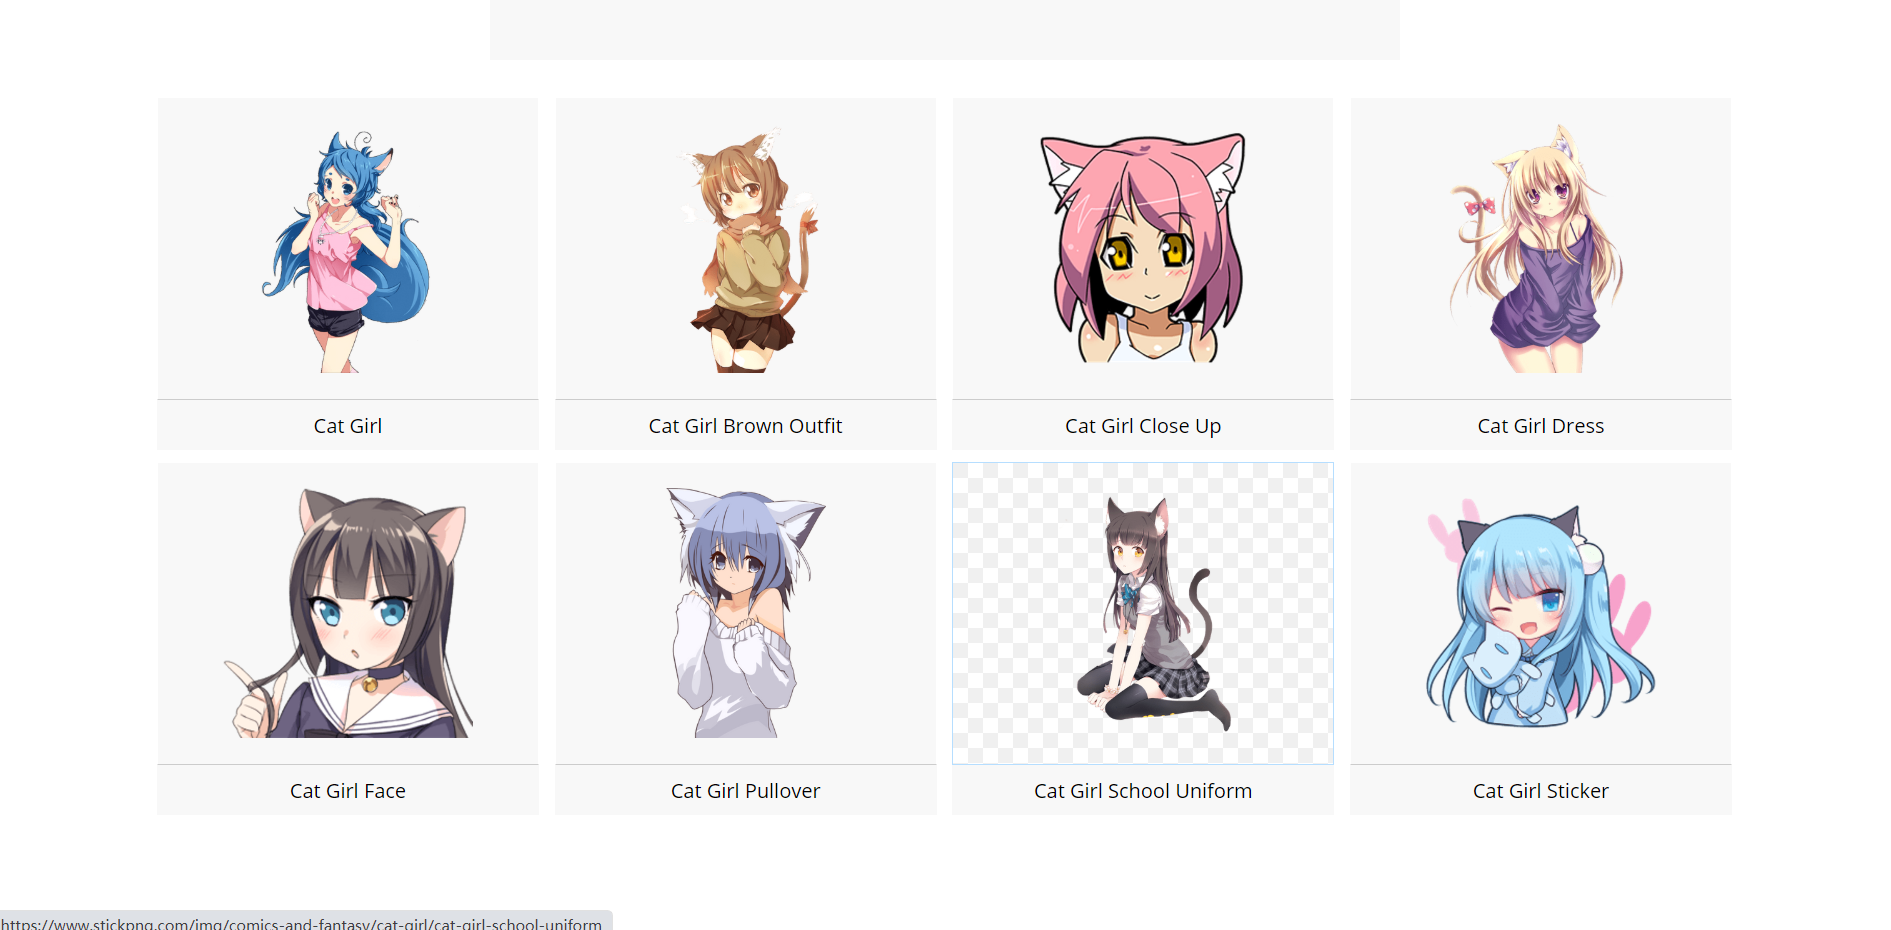 Cat Girl
Cat Girl Brown Outfit
Cat Girl Close Up
Cat Girl Dress
Cat Girl Face
Cat Girl Pullover
Cat Girl School Uniform
Cat Girl Sticker
https://www.stickpng.com/img/comics-and-fantasy/cat-girl/cat-girl-school-uniform